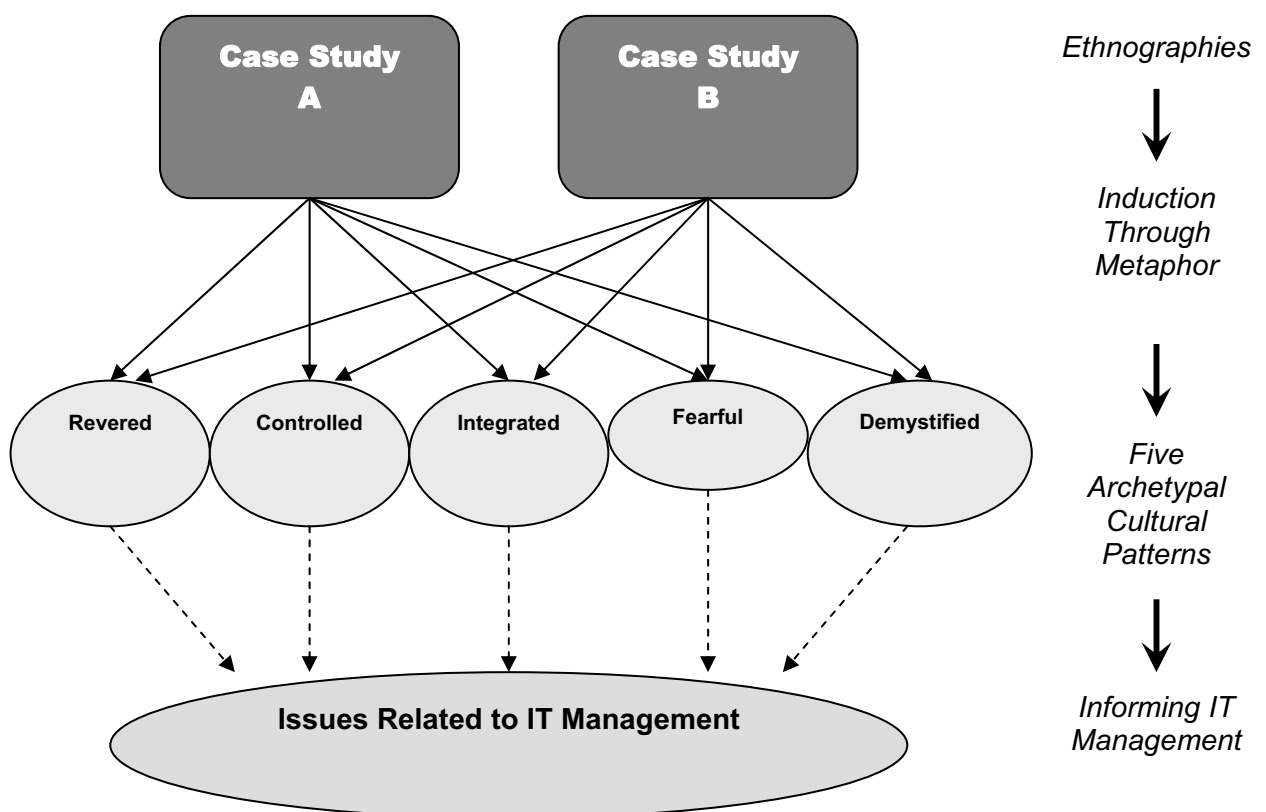 Case Study
A
Case Study
B
Ethnographies
Induction
Through
Metaphor
Revered
Controlled
Integrated
Fearful
Demystified
Five
Archetypal
Cultural
Patterns
Issues Related to IT Management
Informing IT
Management